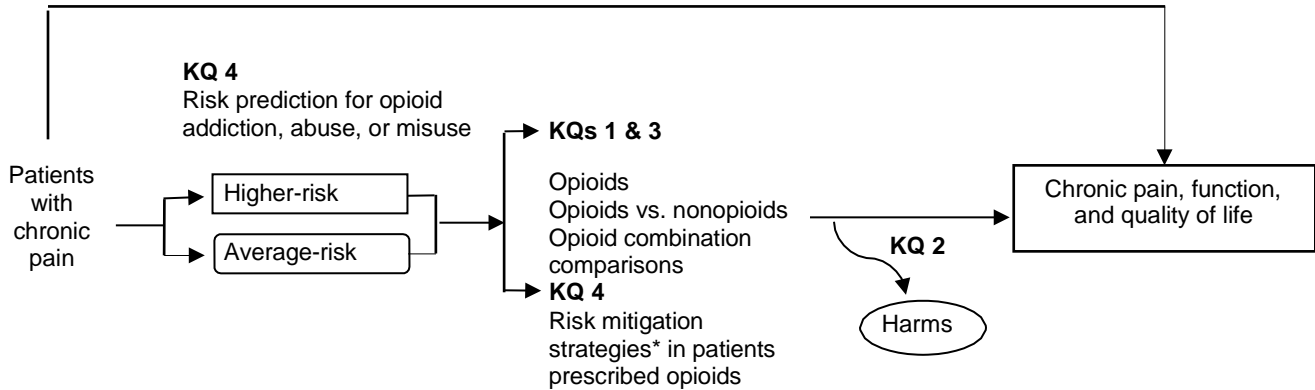 KQ 4
Risk prediction for opioid
addiction, abuse, or misuse
Patients
with
chronic
pain
Higher-risk
Average-risk
KQs 1 & 3
Opioids
Opioids vs. nonopioids
Opioid combination
comparisons
KQ 4
Risk mitigation
strategies* in patients
prescribed opioids
KQ 2
Harms
Chronic pain, function,
and quality of life